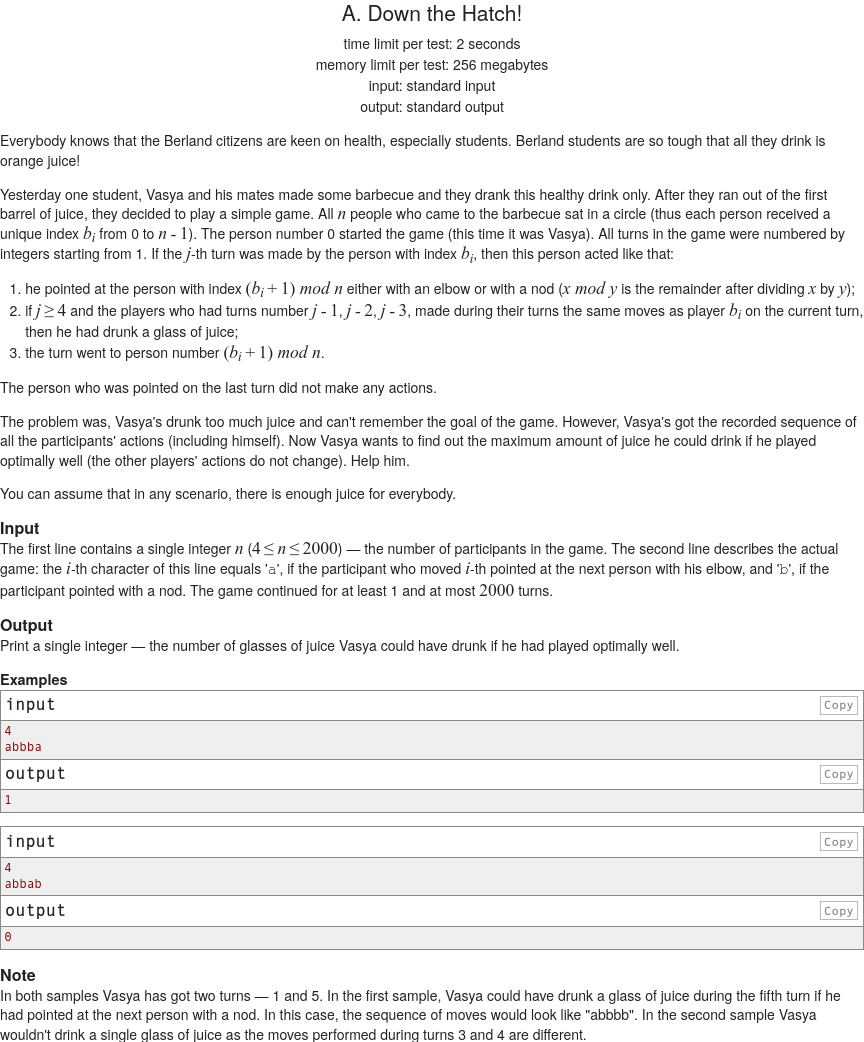 A. Down the Hatch!
time limit per test: 2 seconds
memory limit per test: 256 megabytes
input: standard input
output: standard output
Everybody knows that the Berland citizens are keen on health, especially students. Berland students are so tough that all they drink is
orange juice!
Yesterday one student, Vasya and his mates made some barbecue and they drank this healthy drink only. After they ran out of the first
barrel of juice, they decided to play a simple game. All n people who came to the barbecue sat in a circle (thus each person received a
unique index b_i from 0 to n - 1). The person number 0 started the game (this time it was Vasya). All turns in the game were numbered by
integers starting from 1. If the j-th turn was made by the person with index b_i, then this person acted like that:
1. he pointed at the person with index (b_i + 1) mod n either with an elbow or with a nod (x mod y is the remainder after dividing x by y);
2. if j ≥ 4 and the players who had turns number j - 1, j - 2, j - 3, made during their turns the same moves as player b_i on the current turn,
then he had drunk a glass of juice;
3. the turn went to person number (b_i + 1) mod n.
The person who was pointed on the last turn did not make any actions.
The problem was, Vasya's drunk too much juice and can't remember the goal of the game. However, Vasya's got the recorded sequence of
all the participants' actions (including himself). Now Vasya wants to find out the maximum amount of juice he could drink if he played
optimally well (the other players' actions do not change). Help him.
You can assume that in any scenario, there is enough juice for everybody.
Input
The first line contains a single integer n (4 ≤ n ≤ 2000) — the number of participants in the game. The second line describes the actual
game: the i-th character of this line equals 'a', if the participant who moved i-th pointed at the next person with his elbow, and 'b', if the
participant pointed with a nod. The game continued for at least 1 and at most 2000 turns.
Output
Print a single integer — the number of glasses of juice Vasya could have drunk if he had played optimally well.
Examples
input
Copy
4
abbba
output
Copy
1
input
Copy
4
abbab
output
Copy
0
Note
In both samples Vasya has got two turns — 1 and 5. In the first sample, Vasya could have drunk a glass of juice during the fifth turn if he
had pointed at the next person with a nod. In this case, the sequence of moves would look like "abbbb". In the second sample Vasya
wouldn't drink a single glass of juice as the moves performed during turns 3 and 4 are different.